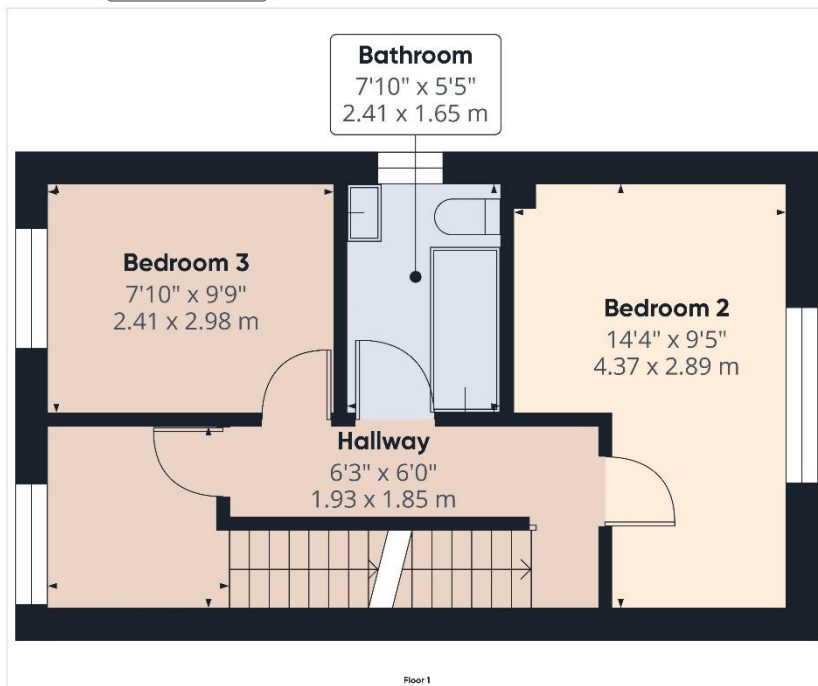 Bathroom
7'10" x 5'5"
2.41 x 1.65 m
Bedroom 3
7'10" x 9'9"
2.41 x 2.98 m
Bedroom 2
14'4" x 9'5"
4.37 x 2.89 m
Hallway
6'3" x 6'0"
1.93 x 1.85 m
Floor 1